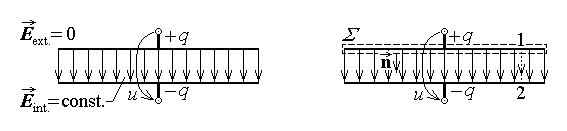 E⃗ext.= 0
+q
E⃗int.=const.
u
−q
Σ
+q
1
n⃗
u
−q
2